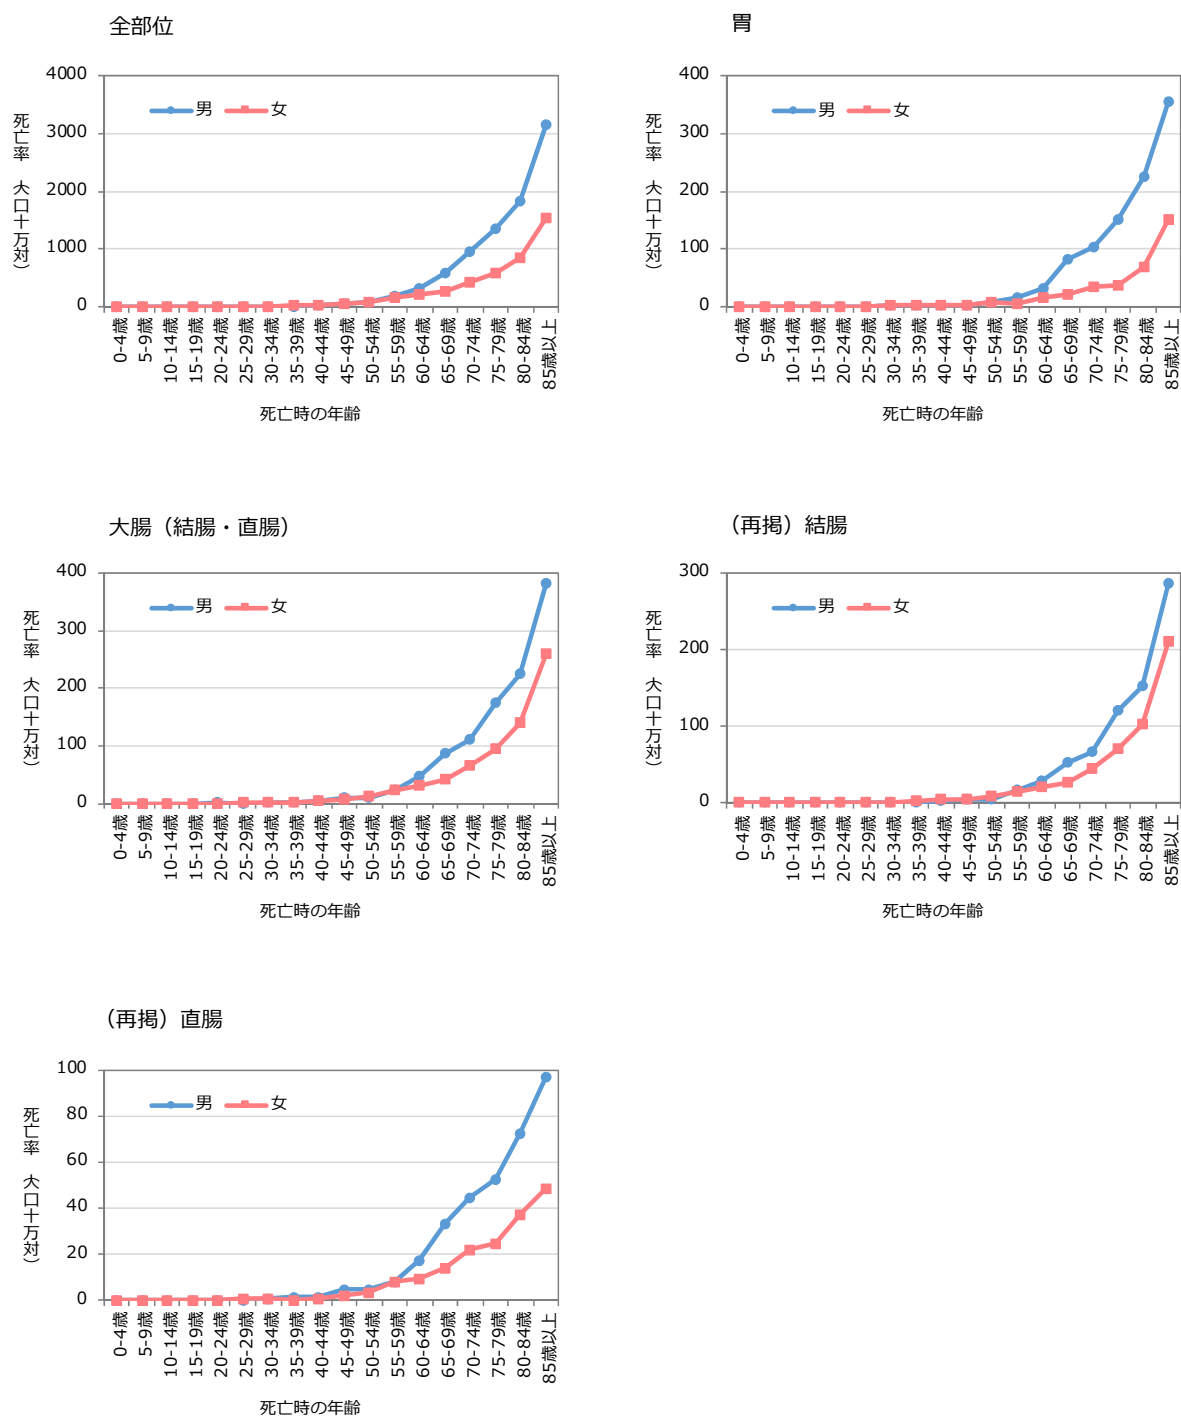 全部位
4000
3000
2000
1000
0
死亡率 人口十万対)
男
女
0-4歳
5-9歳
10-14歳
15-19歳
20-24歳
25-29歳
30-34歳
35-39歳
40-44歳
45-49歳
50-54歳
55-59歳
60-64歳
65-69歳
70-74歳
75-79歳
80-84歳
85歳以上
死亡時の年齢
胃
400
300
200
100
0
死亡率 人口十万対)
男
女
0-4歳
5-9歳
10-14歳
15-19歳
20-24歳
25-29歳
30-34歳
35-39歳
40-44歳
45-49歳
50-54歳
55-59歳
60-64歳
65-69歳
70-74歳
75-79歳
80-84歳
85歳以上
死亡時の年齢
大腸（結腸・直腸）
400
300
200
100
0
死亡率 人口十万対)
男
女
0-4歳
5-9歳
10-14歳
15-19歳
20-24歳
25-29歳
30-34歳
35-39歳
40-44歳
45-49歳
50-54歳
55-59歳
60-64歳
65-69歳
70-74歳
75-79歳
80-84歳
85歳以上
死亡時の年齢
（再掲）結腸
300
200
100
0
死亡率 人口十万対)
男
女
0-4歳
5-9歳
10-14歳
15-19歳
20-24歳
25-29歳
30-34歳
35-39歳
40-44歳
45-49歳
50-54歳
55-59歳
60-64歳
65-69歳
70-74歳
75-79歳
80-84歳
85歳以上
死亡時の年齢
（再掲）直腸
100
80
60
40
20
0
死亡率 人口十万対)
男
女
0-4歳
5-9歳
10-14歳
15-19歳
20-24歳
25-29歳
30-34歳
35-39歳
40-44歳
45-49歳
50-54歳
55-59歳
60-64歳
65-69歳
70-74歳
75-79歳
80-84歳
85歳以上
死亡時の年齢